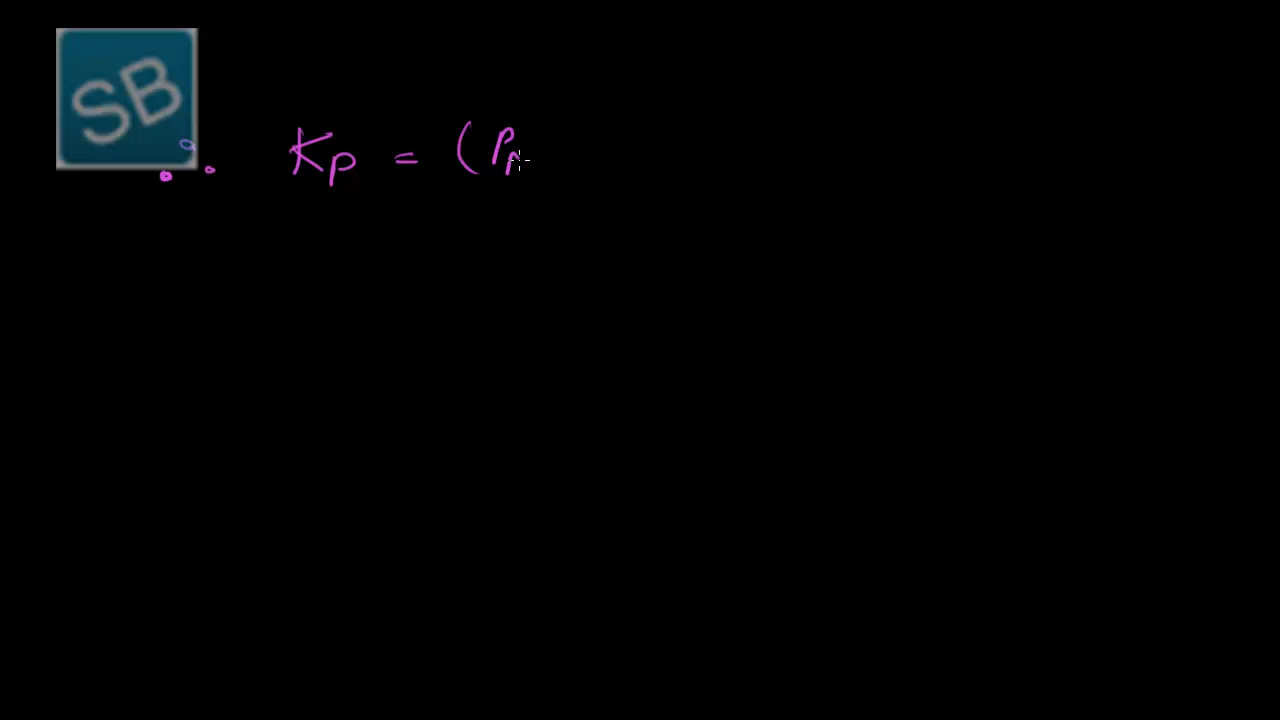 SB
∴ Kp = (P